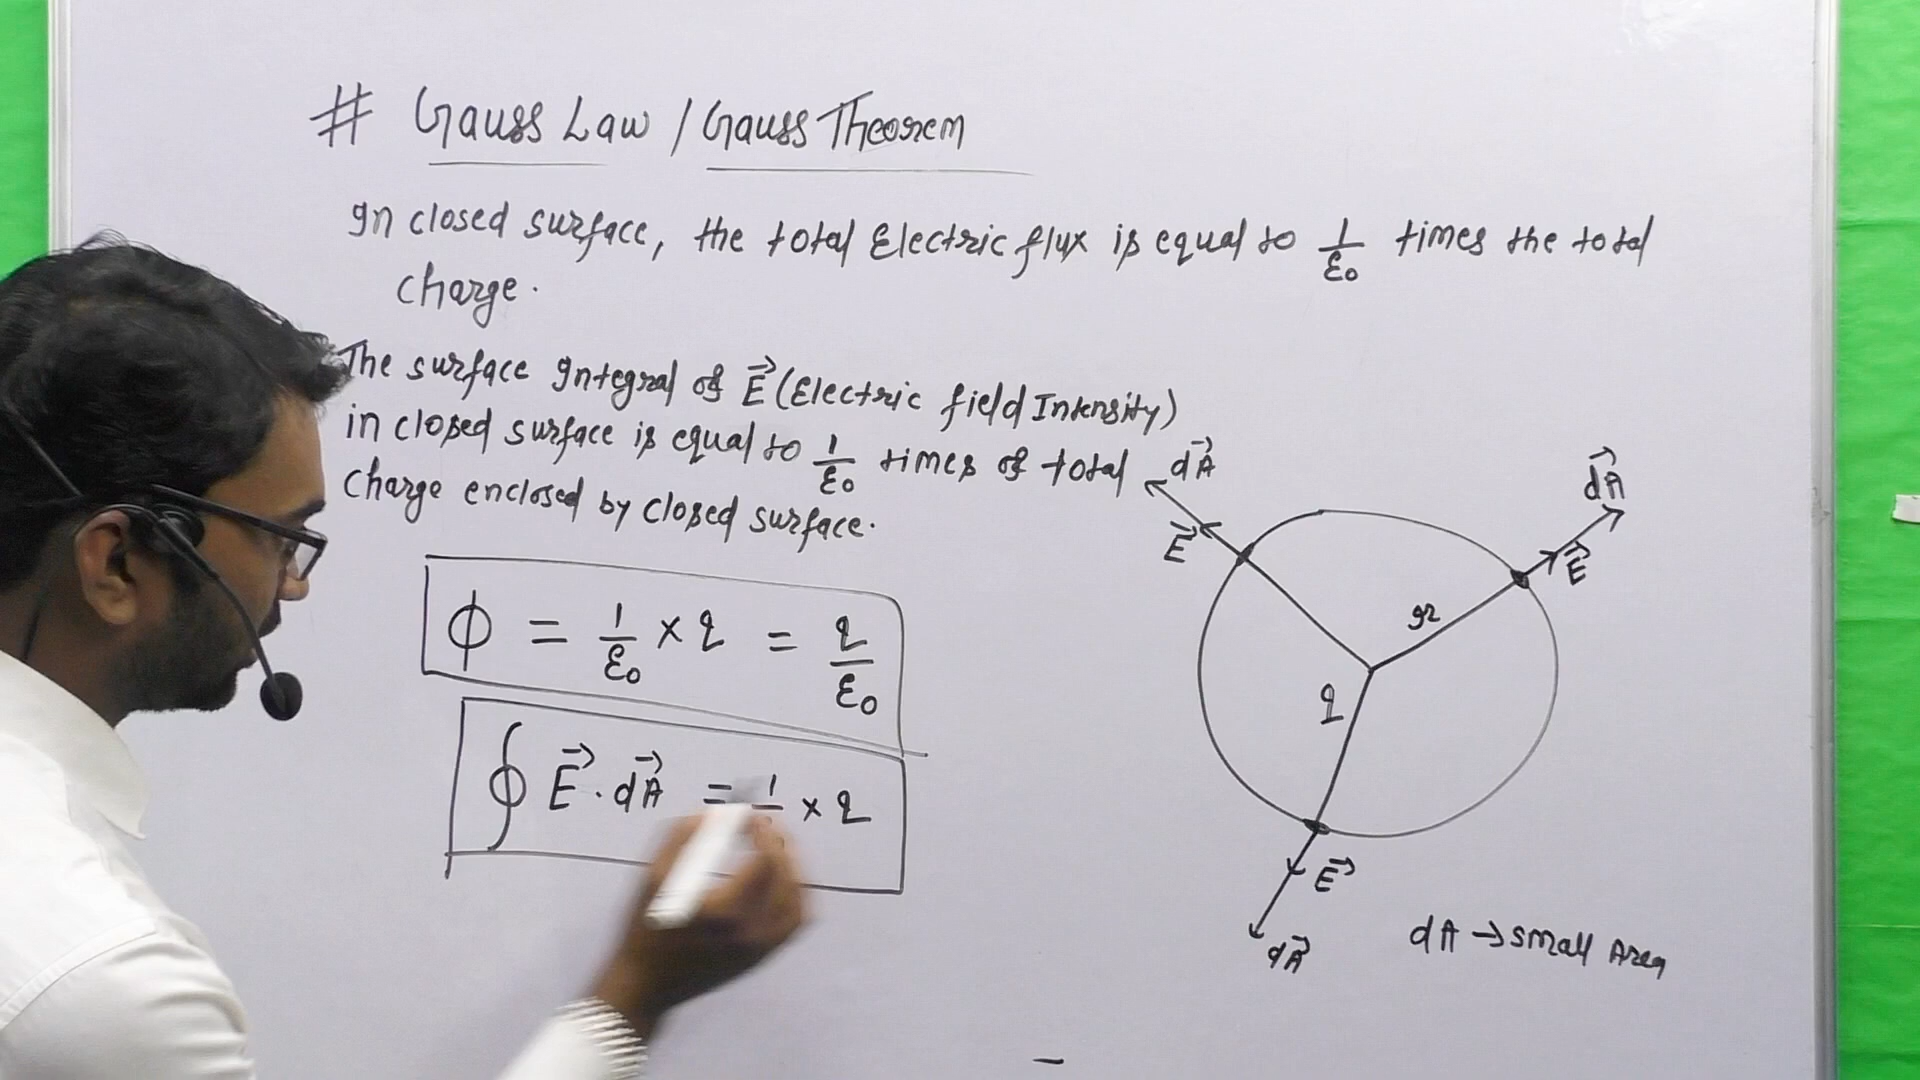 # Gauss Law / Gauss Theorem
In closed surface, the total Electric flux is equal to 1/ε₀ times the total
charge.
The surface Integral of E⃗ (Electric field Intensity)
in closed surface is equal to 1/ε₀ times of total
charge enclosed by closed surface.
ϕ = 1/ε₀ × q = q/ε₀
∮ E⃗ · dA⃗ = 1/ × q
dA⃗
E⃗
dA⃗
E⃗
r
q
E⃗
dA⃗
dA → small Area